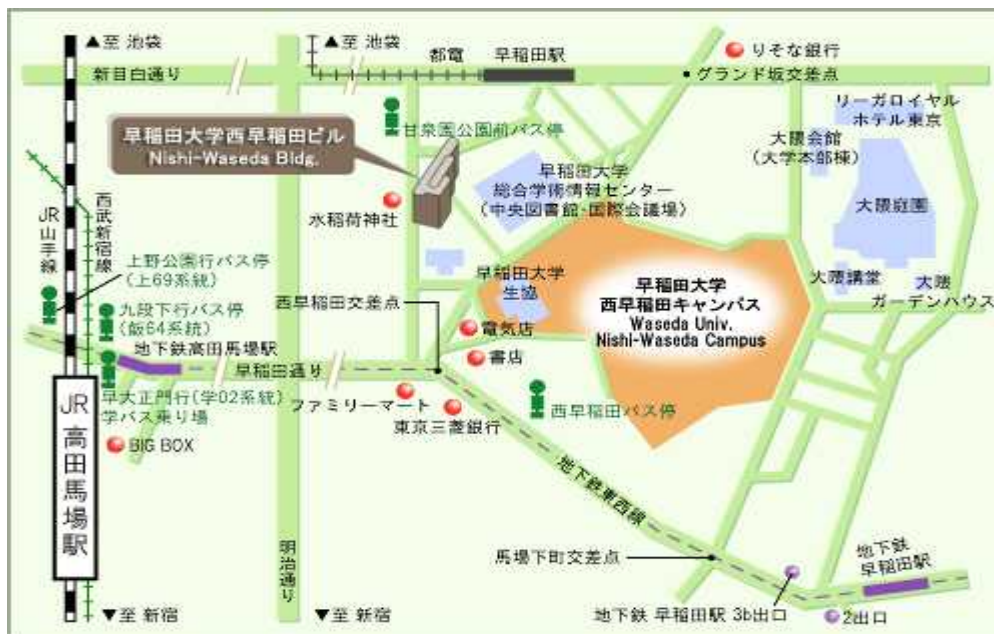 ▲至 池袋
▲至 池袋
新目白通り
都電
早稲田駅
りそな銀行
グランド坂交差点
リーガロイヤル
ホテル東京
甘泉園公園前バス停
早稲田大学西早稲田ビル
Nishi-Waseda Bldg.
早稲田大学
総合学術情報センター
(中央図書館・国際会議場)
大隈会館
(大学本部棟)
大隈庭園
水稲荷神社
JR山手線
西武新宿線
上野公園行バス停
(上69系統)
西早稲田交差点
早稲田大学
生協
早稲田大学
西早稲田キャンパス
Waseda Univ.
Nishi-Waseda Campus
大隈講堂
大隈
ガーデンハウス
九段下行バス停
(飯64系統)
地下鉄高田馬場駅
早稲田通り
電気店
書店
早大正門行(学02系統)
学バス乗り場
ファミリーマート
東京三菱銀行
西早稲田バス停
BIG BOX
JR 高田馬場駅
地下鉄東西線
明治通り
馬場下町交差点
地下鉄
早稲田駅
地下鉄 早稲田駅 3b出口
2出口
▼至 新宿
▼至 新宿